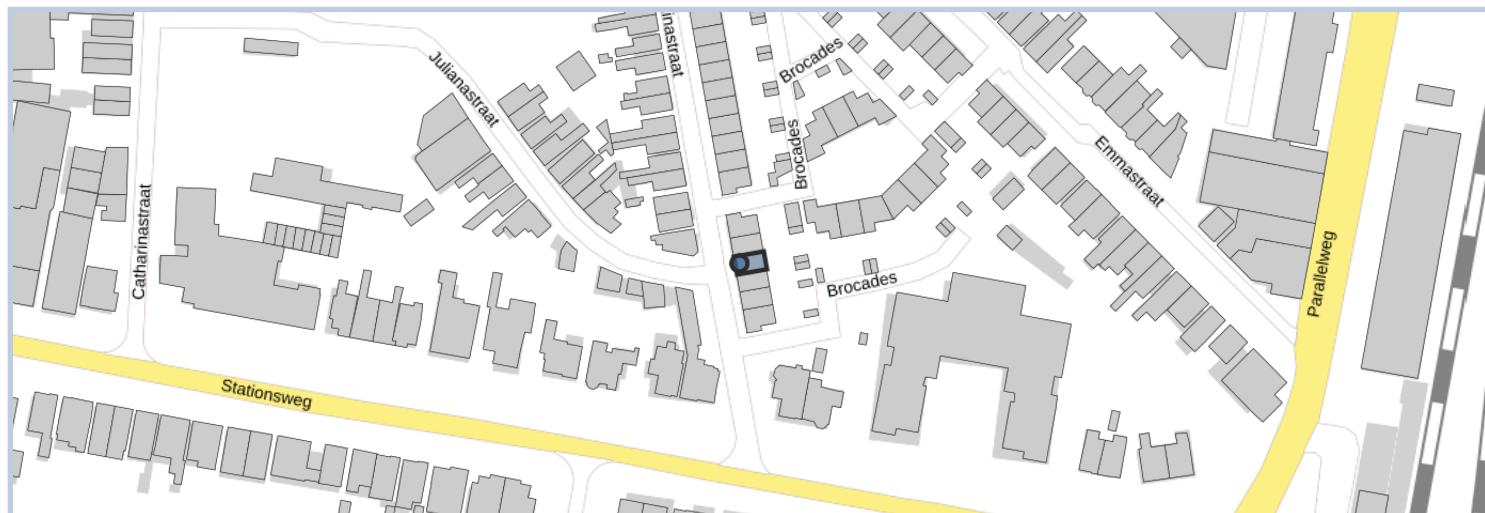 Brocades
Julianastraat
inastraat
Brocades
Emmastraat
Catharinastraat
Brocades
Parallelweg
Stationsweg